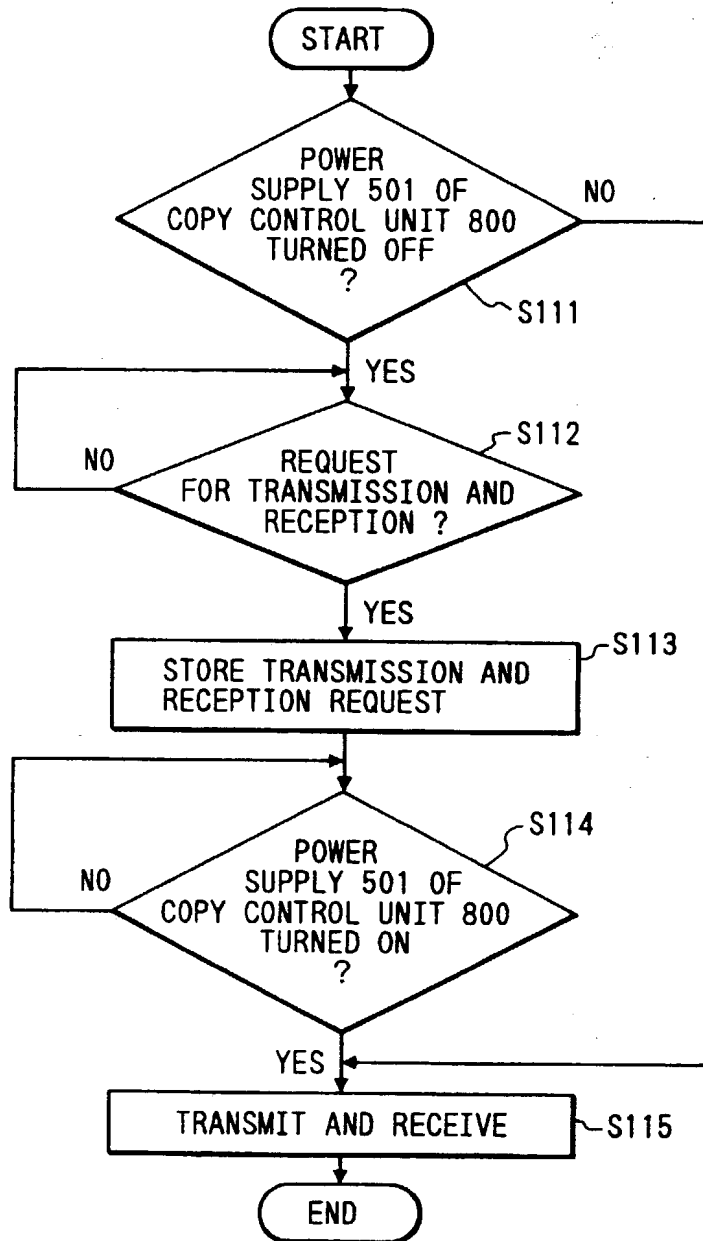 START
POWER
SUPPLY 501 OF
COPY CONTROL UNIT 800
TURNED OFF
?
NO
S111
YES
S112
NO
REQUEST
FOR TRANSMISSION AND
RECEPTION ?
YES
S113
STORE TRANSMISSION AND
RECEPTION REQUEST
S114
POWER
SUPPLY 501 OF
COPY CONTROL UNIT 800
TURNED ON
?
NO
YES
TRANSMIT AND RECEIVE
S115
END